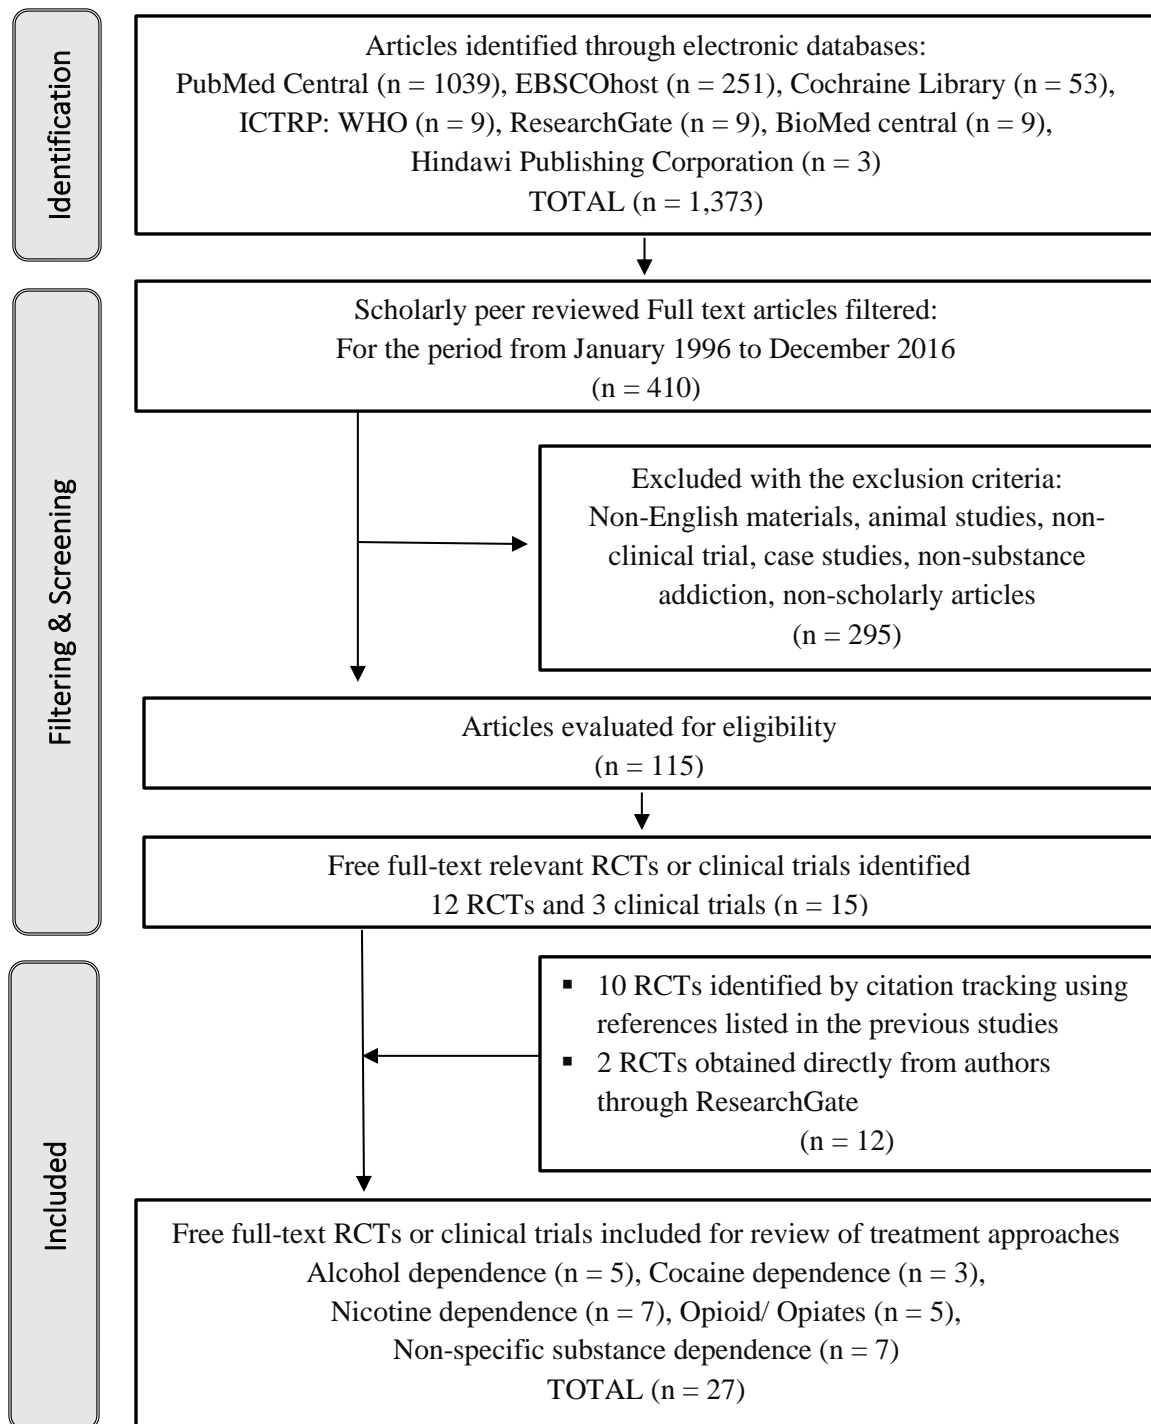 Identification
Articles identified through electronic databases:
PubMed Central (n = 1039), EBSCOhost (n = 251), Cochraine Library (n = 53),
ICTRP: WHO (n = 9), ResearchGate (n = 9), BioMed central (n = 9),
Hindawi Publishing Corporation (n = 3)
TOTAL (n = 1,373)
Filtering & Screening
Scholarly peer reviewed Full text articles filtered:
For the period from January 1996 to December 2016
(n = 410)
Excluded with the exclusion criteria:
Non-English materials, animal studies, non-
clinical trial, case studies, non-substance
addiction, non-scholarly articles
(n = 295)
Articles evaluated for eligibility
(n = 115)
Free full-text relevant RCTs or clinical trials identified
12 RCTs and 3 clinical trials (n = 15)
Included
▪ 10 RCTs identified by citation tracking using
references listed in the previous studies
▪ 2 RCTs obtained directly from authors
through ResearchGate
(n = 12)
Free full-text RCTs or clinical trials included for review of treatment approaches
Alcohol dependence (n = 5), Cocaine dependence (n = 3),
Nicotine dependence (n = 7), Opioid/ Opiates (n = 5),
Non-specific substance dependence (n = 7)
TOTAL (n = 27)